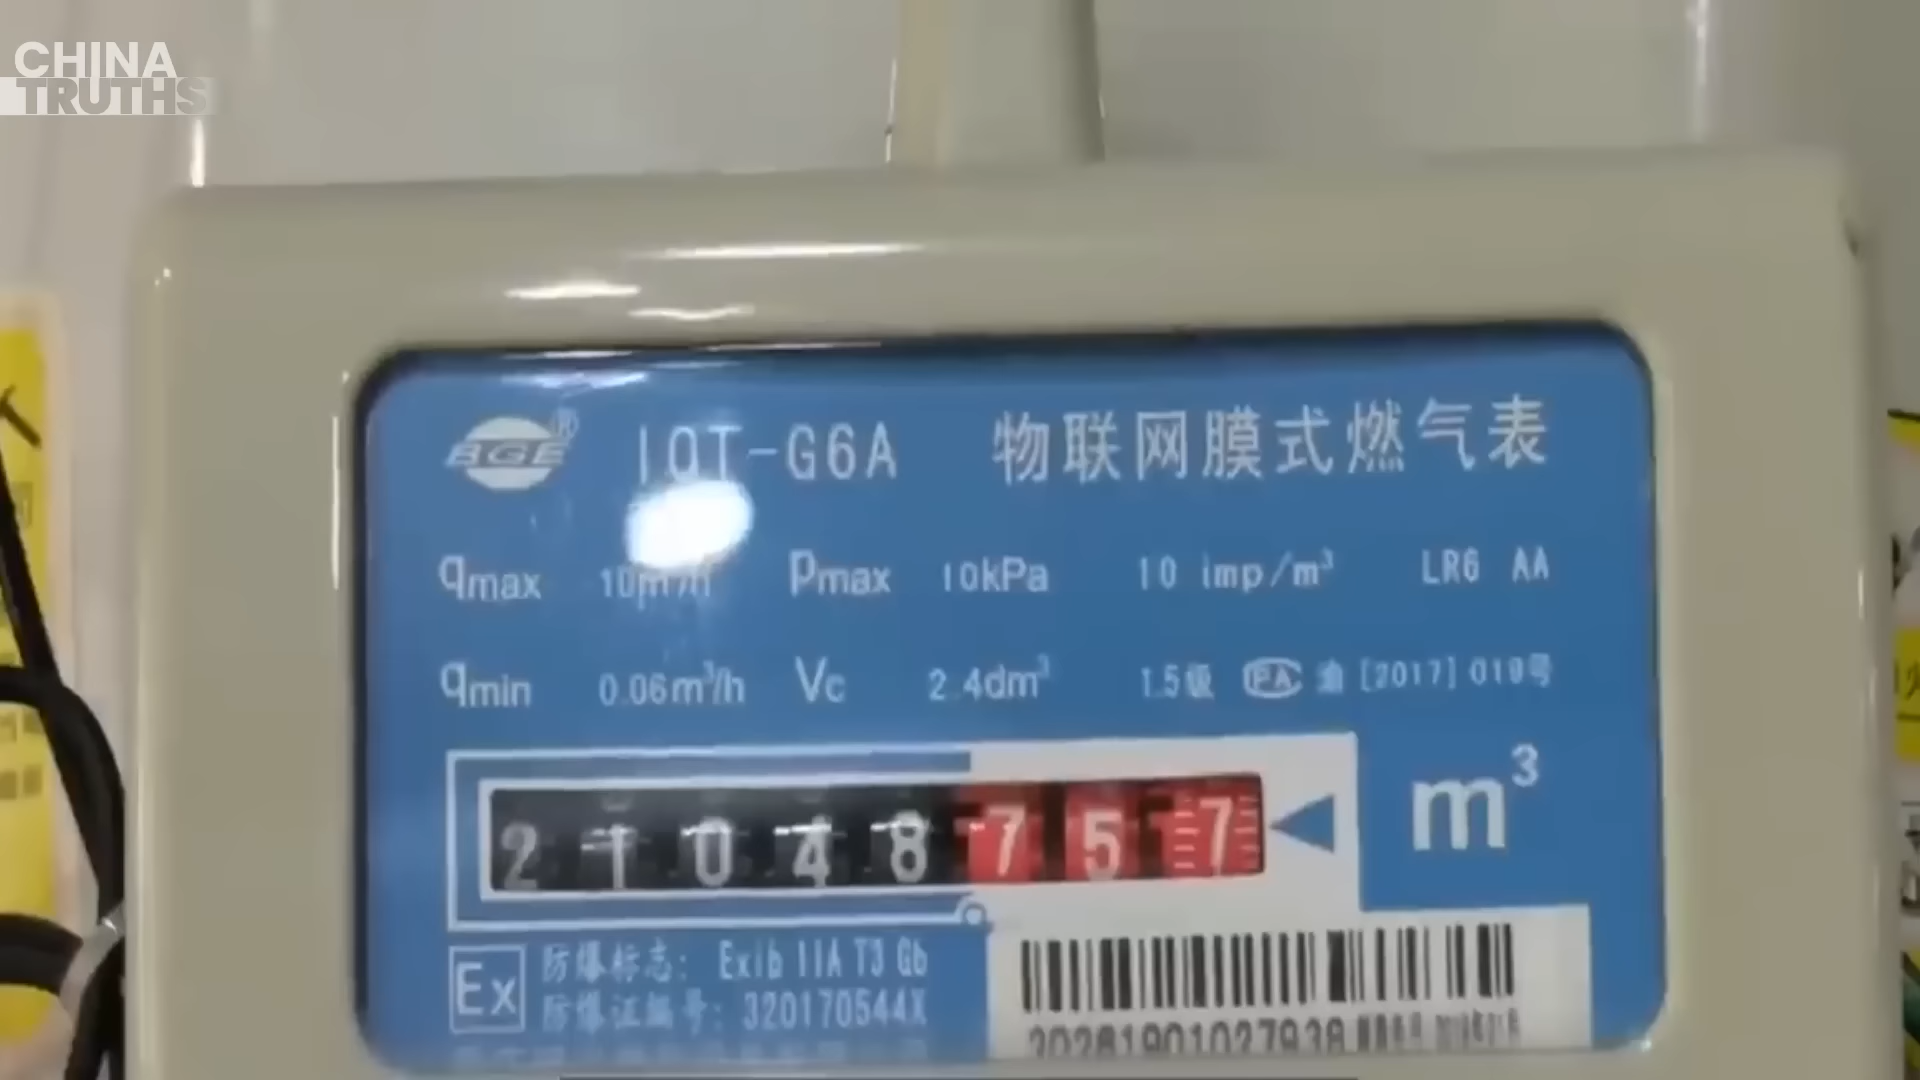 CHINA
TRUTHS
BGE® IOT-G6A 物联网膜式燃气表
qmax 10m³/h Pmax 10kPa 10 imp/m³ LR6 AA
qmin 0.06m³/h Vc 2.4dm³ 1.5级 渝[2017]019号
21048757 m³
Ex 防爆标志: Exib IIA T3 Gb
防爆证编号: 320170544X
30281901027938